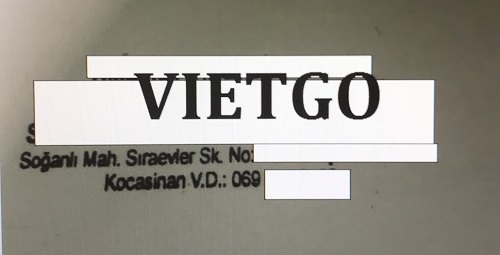 VIETGO
Soğanlı Mah. Sıraevler Sk. No:
Kocasinan V.D.: 069